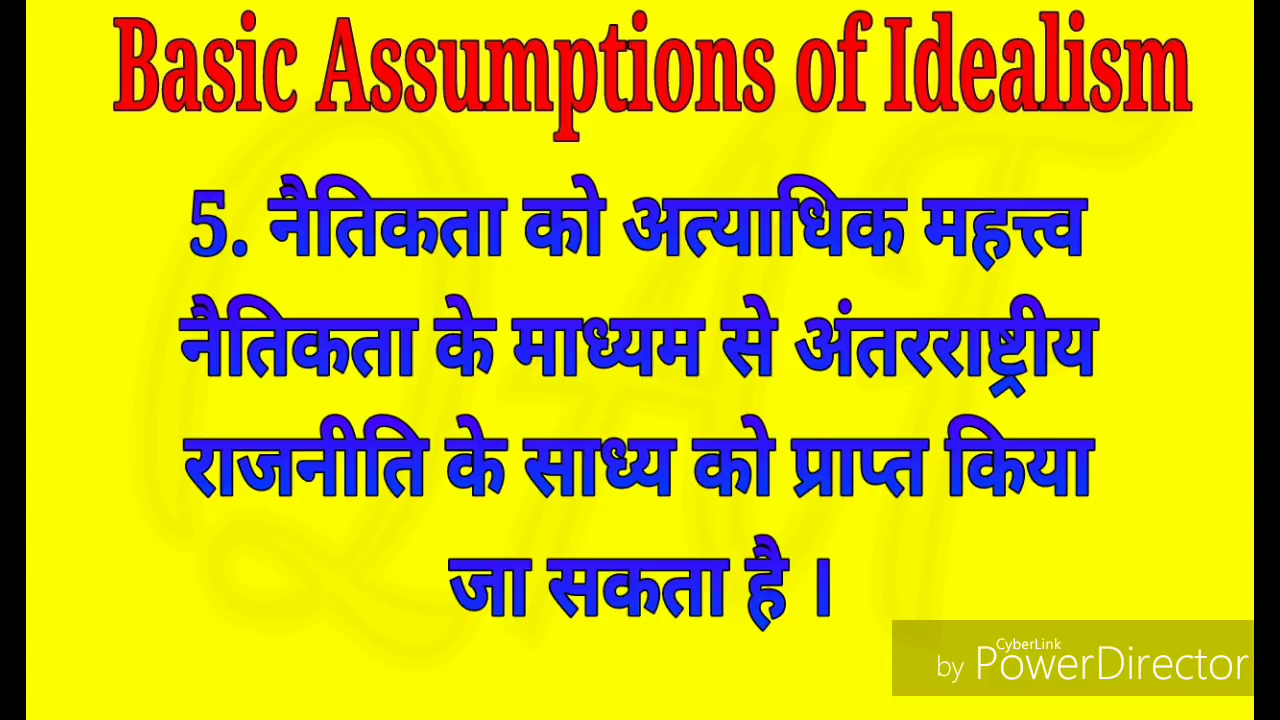 Basic Assumptions of Idealism
5. नैतिकता को अत्याधिक महत्त्व
नैतिकता के माध्यम से अंतरराष्ट्रीय
राजनीति के साध्य को प्राप्त किया
जा सकता है ।
CyberLink
by PowerDirector